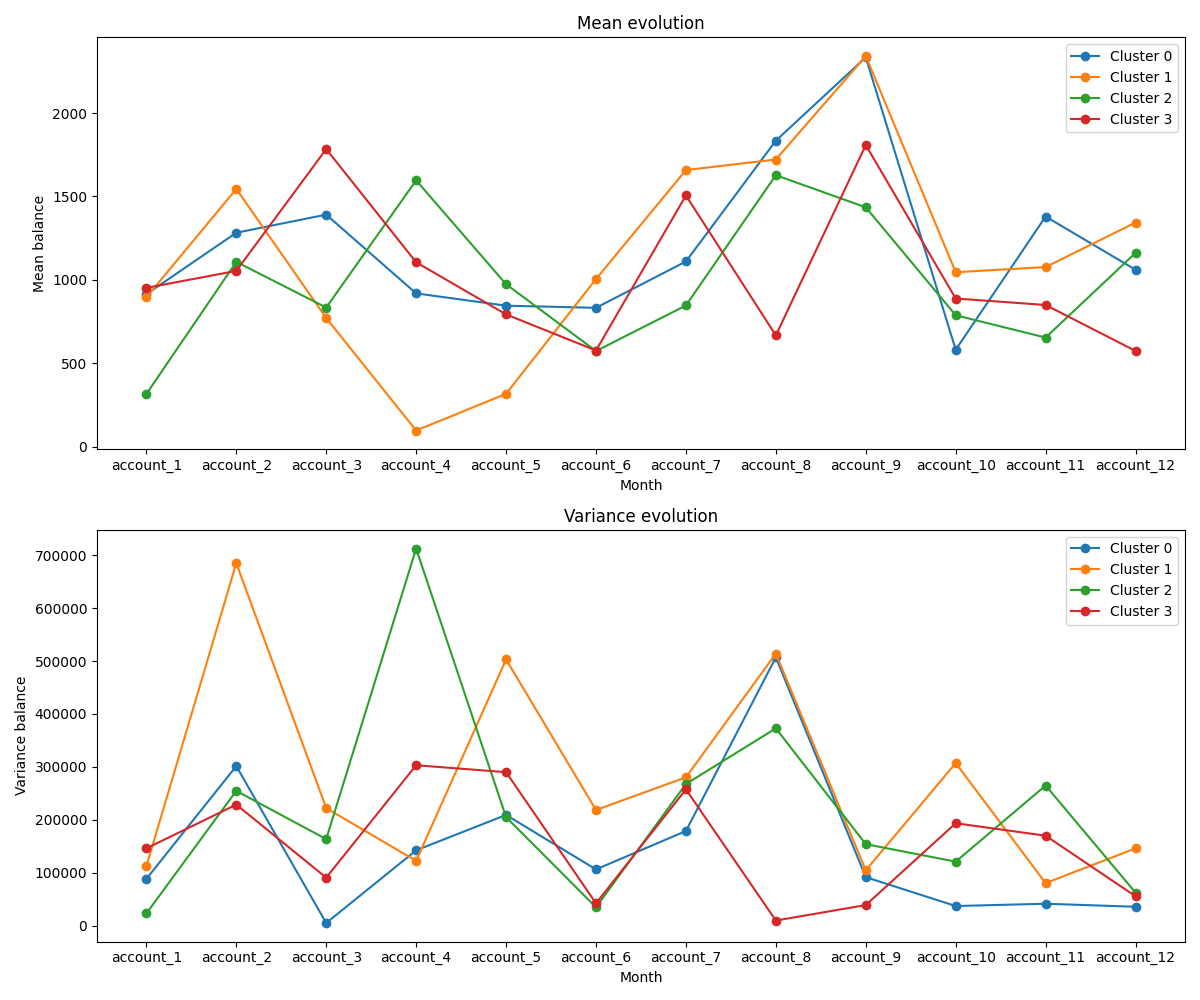 Mean evolution
Cluster 0
Cluster 1
Cluster 2
Cluster 3
Mean balance
2000
1500
1000
500
0
account_1 account_2 account_3 account_4 account_5 account_6 account_7 account_8 account_9 account_10 account_11 account_12
Month
Variance evolution
Cluster 0
Cluster 1
Cluster 2
Cluster 3
Variance balance
700000
600000
500000
400000
300000
200000
100000
0
account_1 account_2 account_3 account_4 account_5 account_6 account_7 account_8 account_9 account_10 account_11 account_12
Month